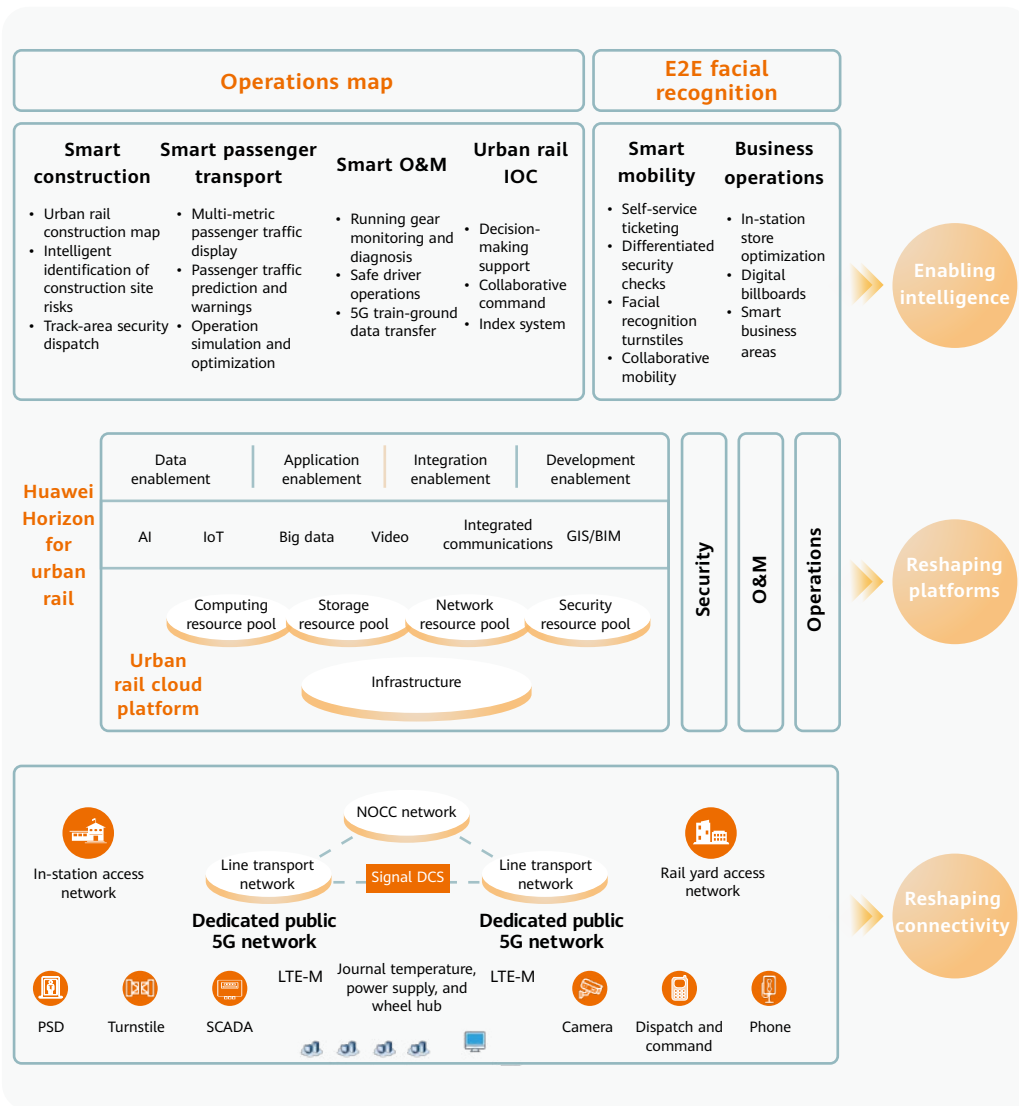 Operations map
E2E facial
recognition
Smart
construction
• Urban rail
construction map
• Intelligent
identification of
construction site
risks
• Track-area security
dispatch
Smart passenger
transport
• Multi-metric
passenger traffic
display
• Passenger traffic
prediction and
warnings
• Operation
simulation and
optimization
Smart O&M
• Running gear
monitoring and
diagnosis
• Safe driver
operations
• 5G train-ground
data transfer
Urban rail
IOC
• Decision-
making
support
• Collaborative
command
• Index system
Smart
mobility
• Self-service
ticketing
• Differentiated
security
checks
• Facial
recognition
turnstiles
• Collaborative
mobility
Business
operations
• In-station
store
optimization
• Digital
billboards
• Smart
business
areas
Enabling
intelligence
Huawei
Horizon
for
urban
rail
Data
enablement
Application
enablement
Integration
enablement
Development
enablement
AI
IoT
Big data
Video
Integrated
communications
GIS/BIM
Computing
resource pool
Storage
resource pool
Network
resource pool
Security
resource pool
Urban
rail cloud
platform
Infrastructure
Security
O&M
Operations
Reshaping
platforms
NOCC network
In-station access
network
Line transport
network
Signal DCS
Line transport
network
Rail yard access
network
Dedicated public
5G network
Dedicated public
5G network
LTE-M
Journal temperature,
power supply, and
wheel hub
LTE-M
PSD
Turnstile
SCADA
Camera
Dispatch and
command
Phone
Reshaping
connectivity